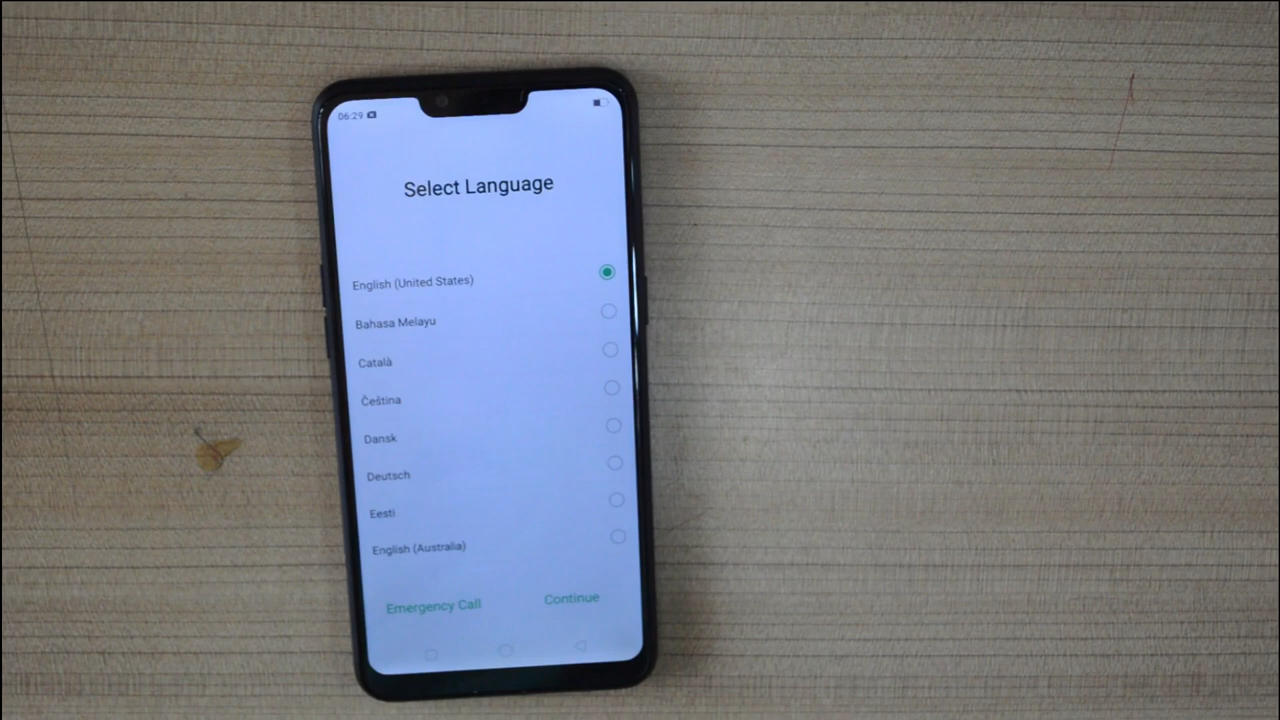 06:29
Select Language
English (United States)
Bahasa Melayu
Català
Čeština
Dansk
Deutsch
Eesti
English (Australia)
Emergency Call
Continue